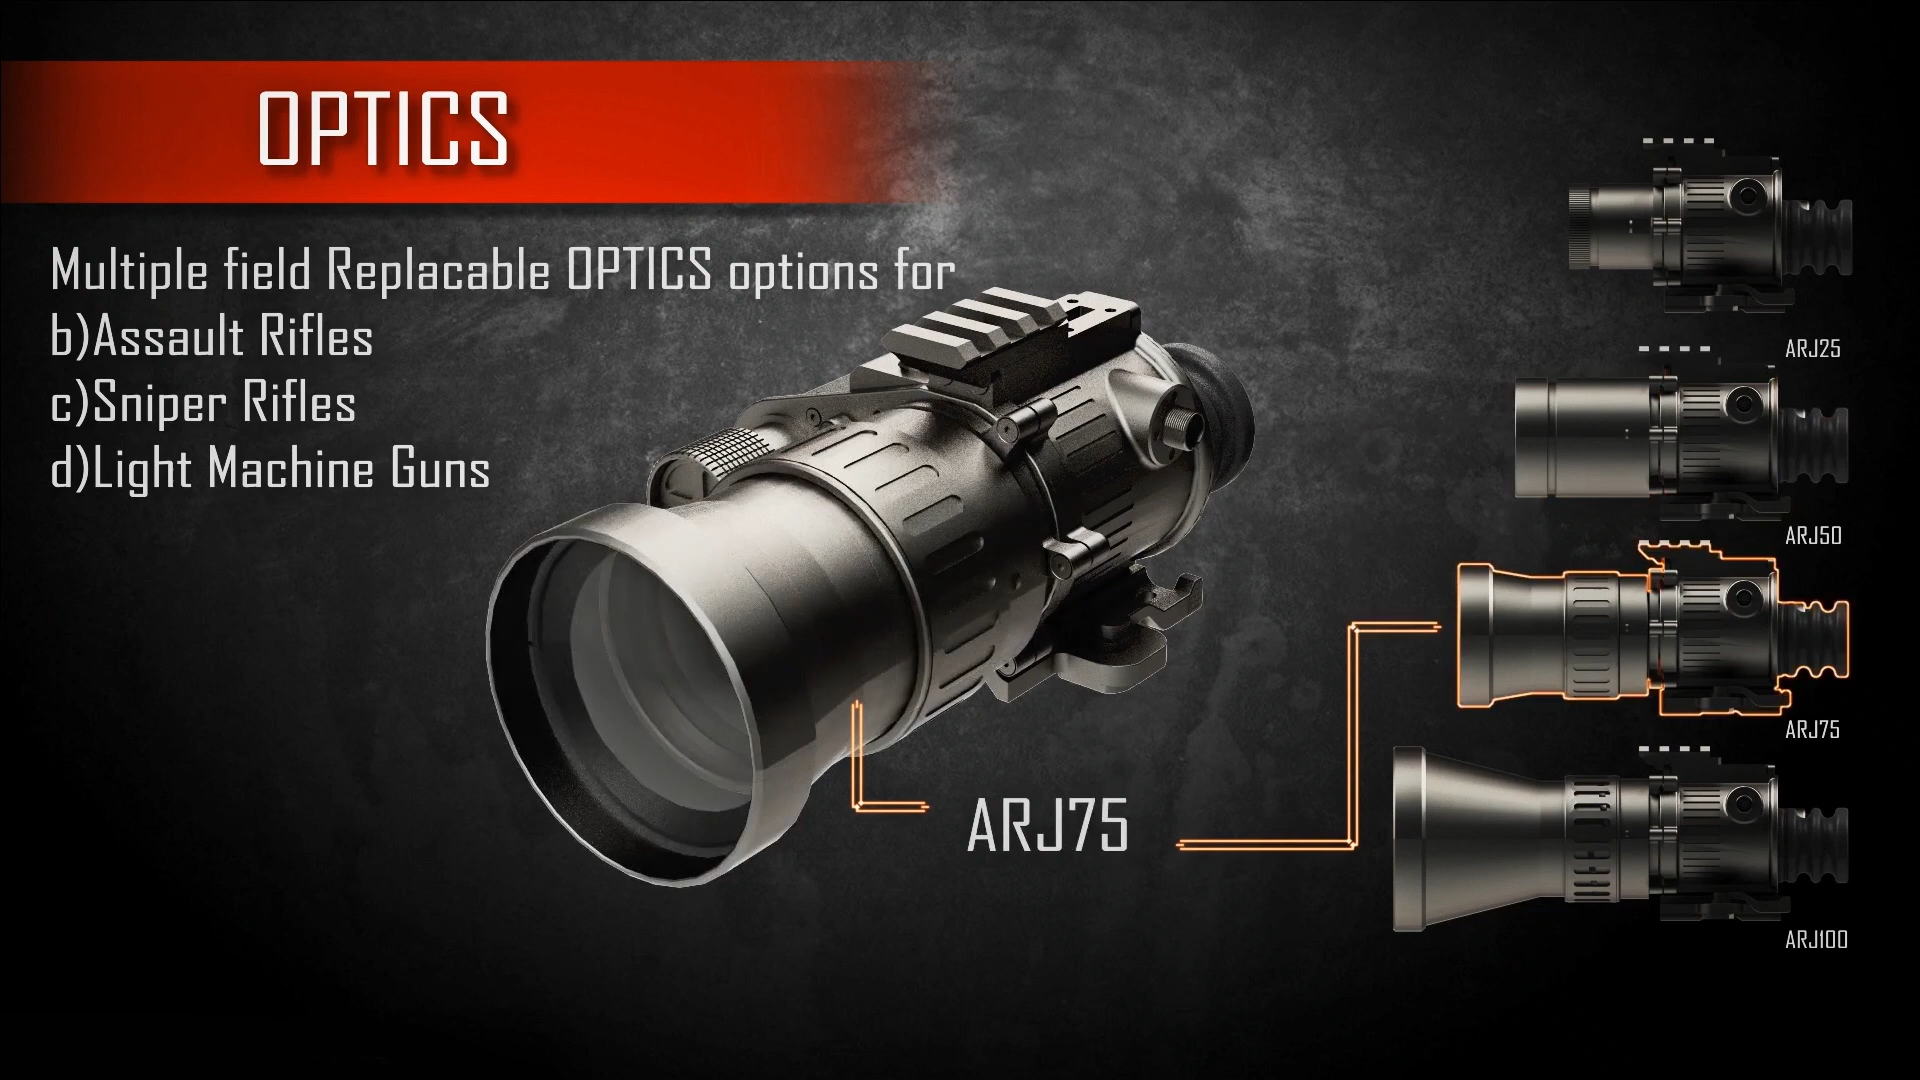 OPTICS
Multiple field Replacable OPTICS options for
b)Assault Rifles
c)Sniper Rifles
d)Light Machine Guns
ARJ75
ARJ25
ARJ50
ARJ75
ARJ100